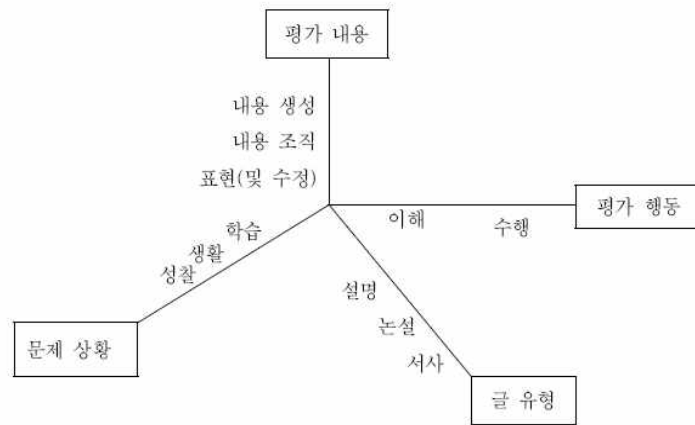 평가 내용
내용 생성
내용 조직
표현(및 수정)
평가 행동
이해
수행
학습
생활
성찰
설명
논설
서사
문제 상황
글 유형